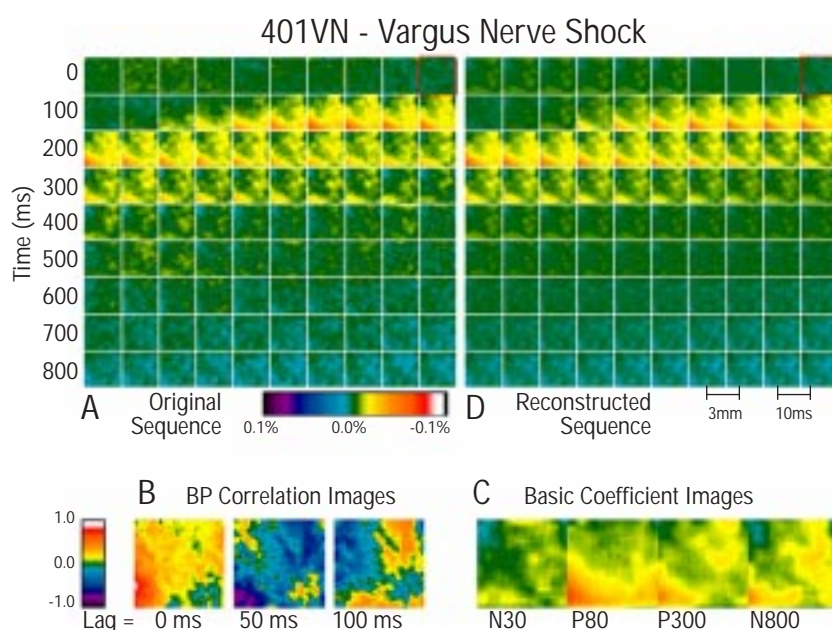 401VN - Vargus Nerve Shock
Time (ms)
0
100
200
300
400
500
600
700
800
A Original Sequence
0.1% 0.0% -0.1%
D Reconstructed Sequence
3mm 10ms
B BP Correlation Images
1.0
0.0
-1.0
Lag = 0 ms 50 ms 100 ms
C Basic Coefficient Images
N30 P80 P300 N800